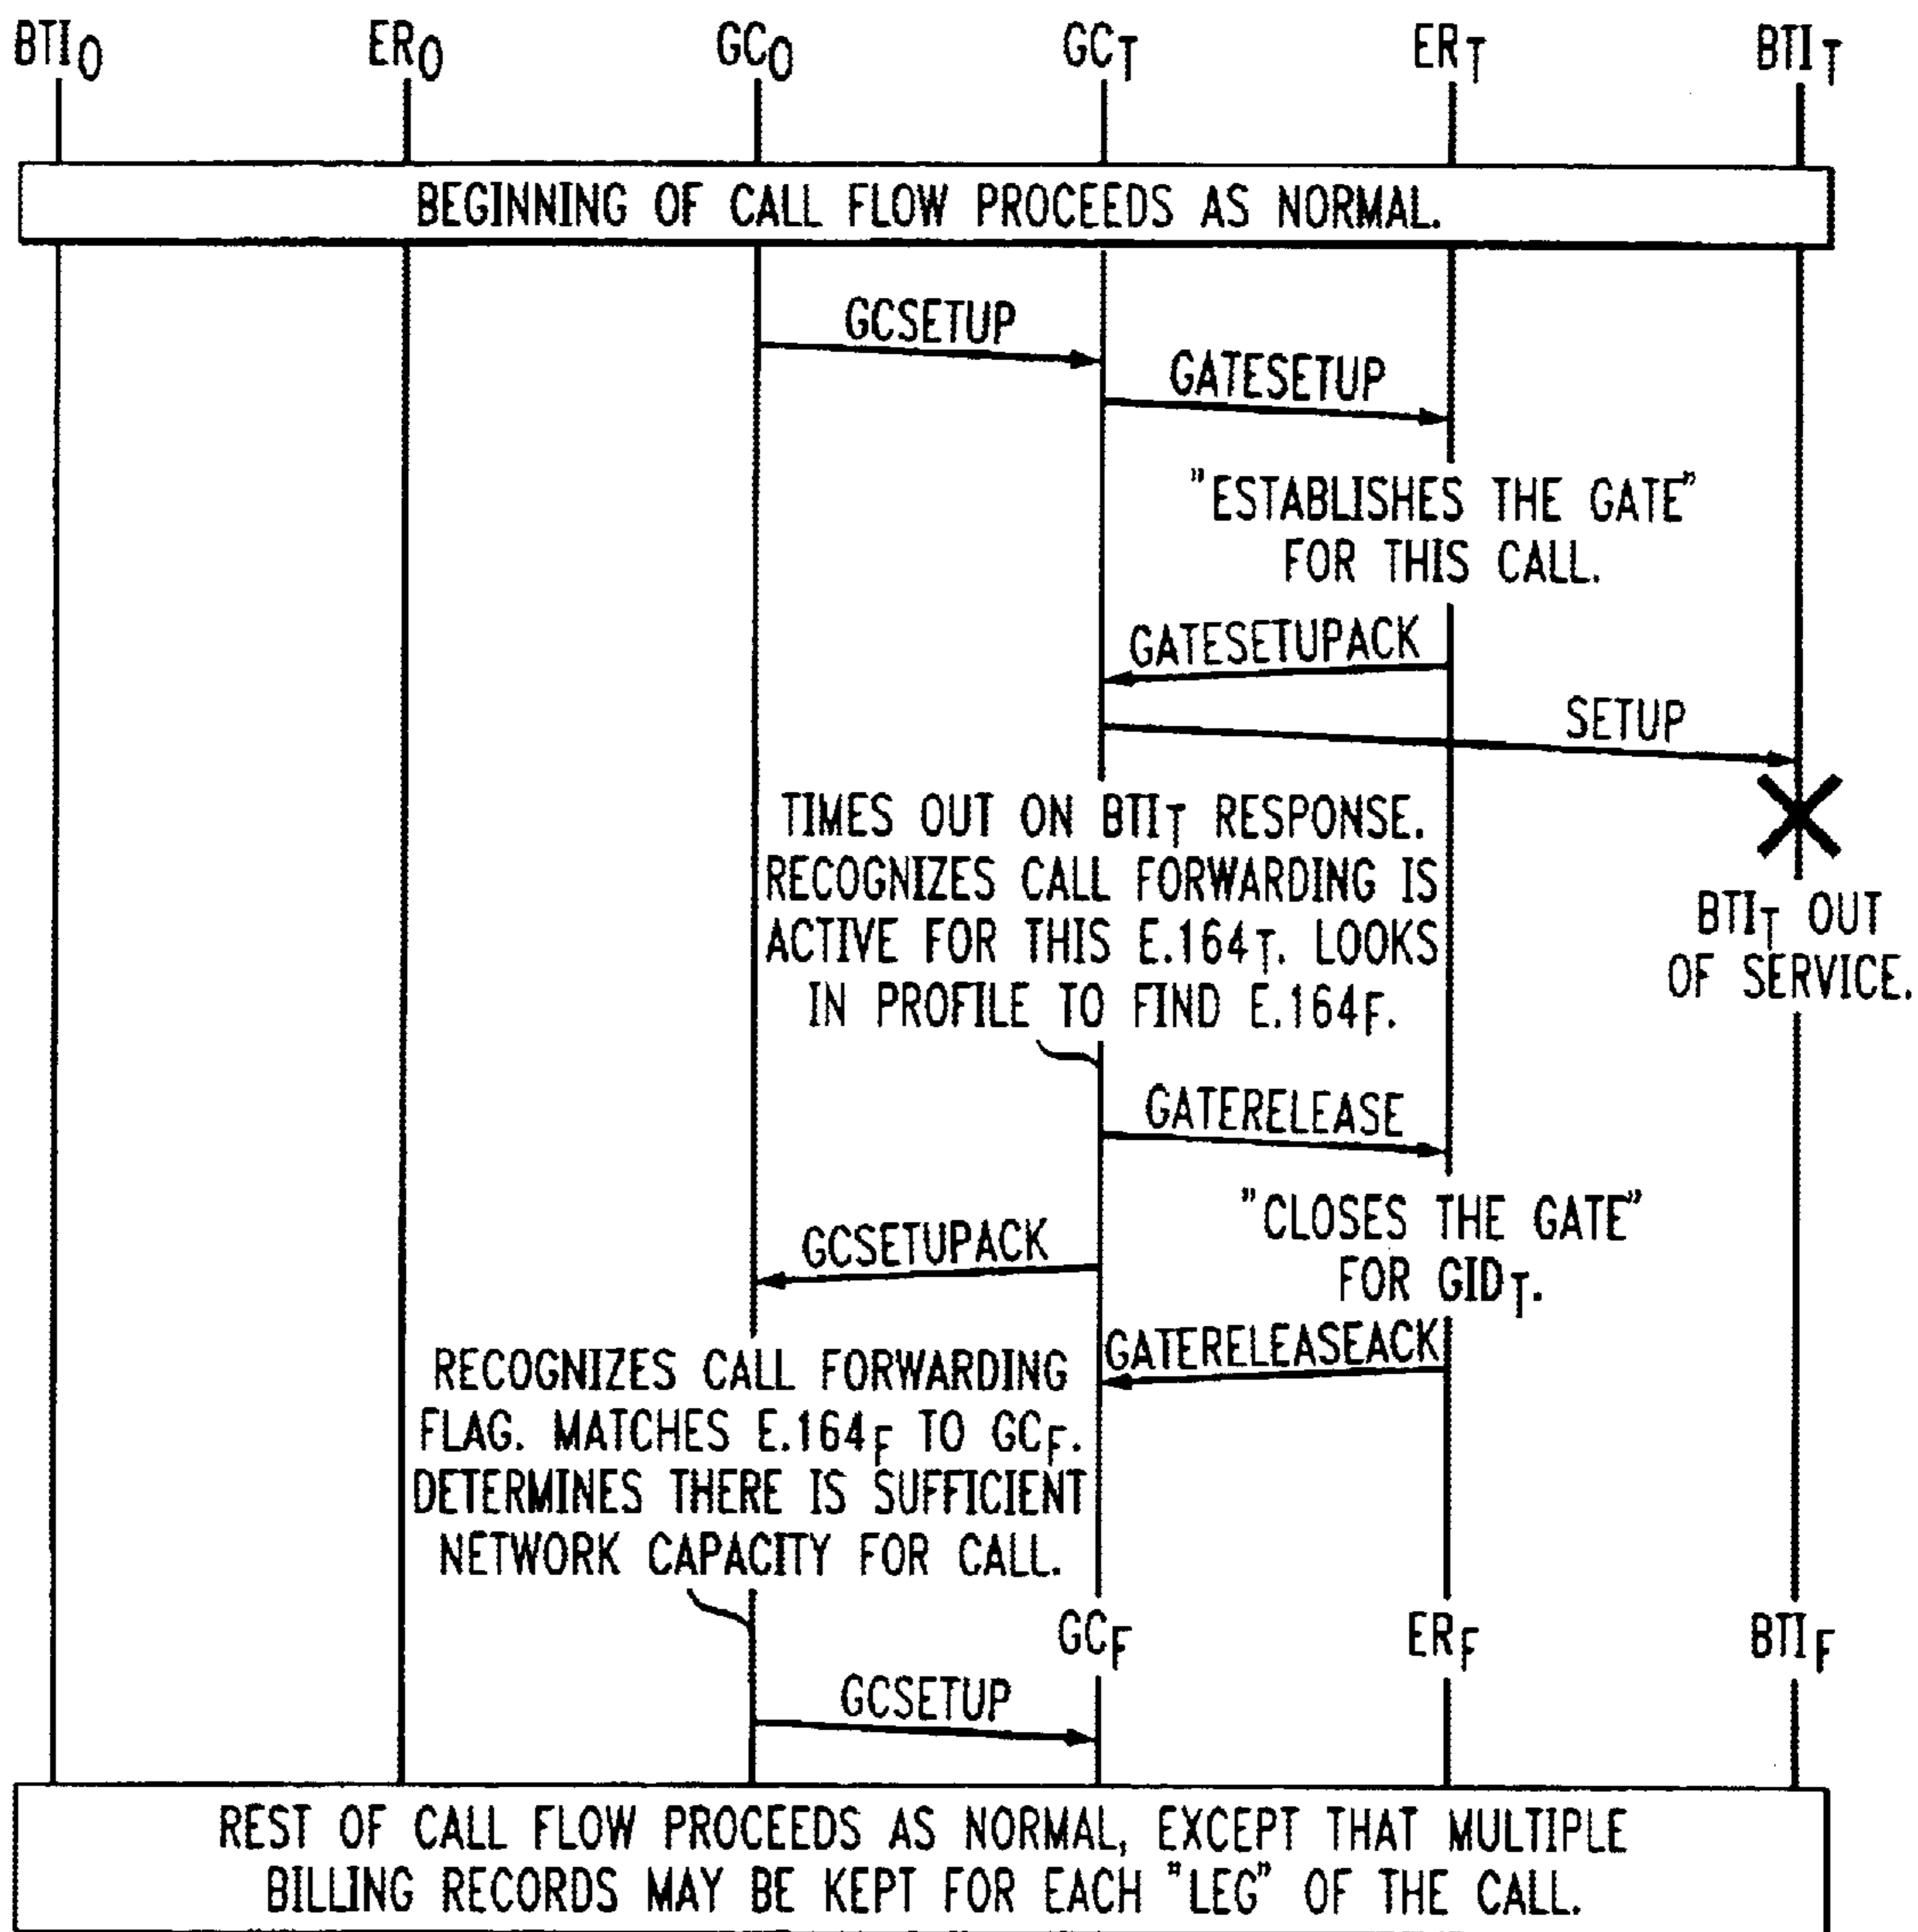 BTIO ERO GCO GCT ERT BTIT
BEGINNING OF CALL FLOW PROCEEDS AS NORMAL.
GCSETUP
GATESETUP
"ESTABLISHES THE GATE"
FOR THIS CALL.
GATESETUPACK
SETUP
TIMES OUT ON BTIT RESPONSE.
RECOGNIZES CALL FORWARDING IS
ACTIVE FOR THIS E.164T. LOOKS
IN PROFILE TO FIND E.164F.
BTIT OUT
OF SERVICE.
GATERELEASE
"CLOSES THE GATE"
FOR GIDT.
GCSETUPACK
GATERELEASEACK
RECOGNIZES CALL FORWARDING
FLAG. MATCHES E.164F TO GCF.
DETERMINES THERE IS SUFFICIENT
NETWORK CAPACITY FOR CALL.
GCF ERF BTIF
GCSETUP
REST OF CALL FLOW PROCEEDS AS NORMAL, EXCEPT THAT MULTIPLE
BILLING RECORDS MAY BE KEPT FOR EACH "LEG" OF THE CALL.